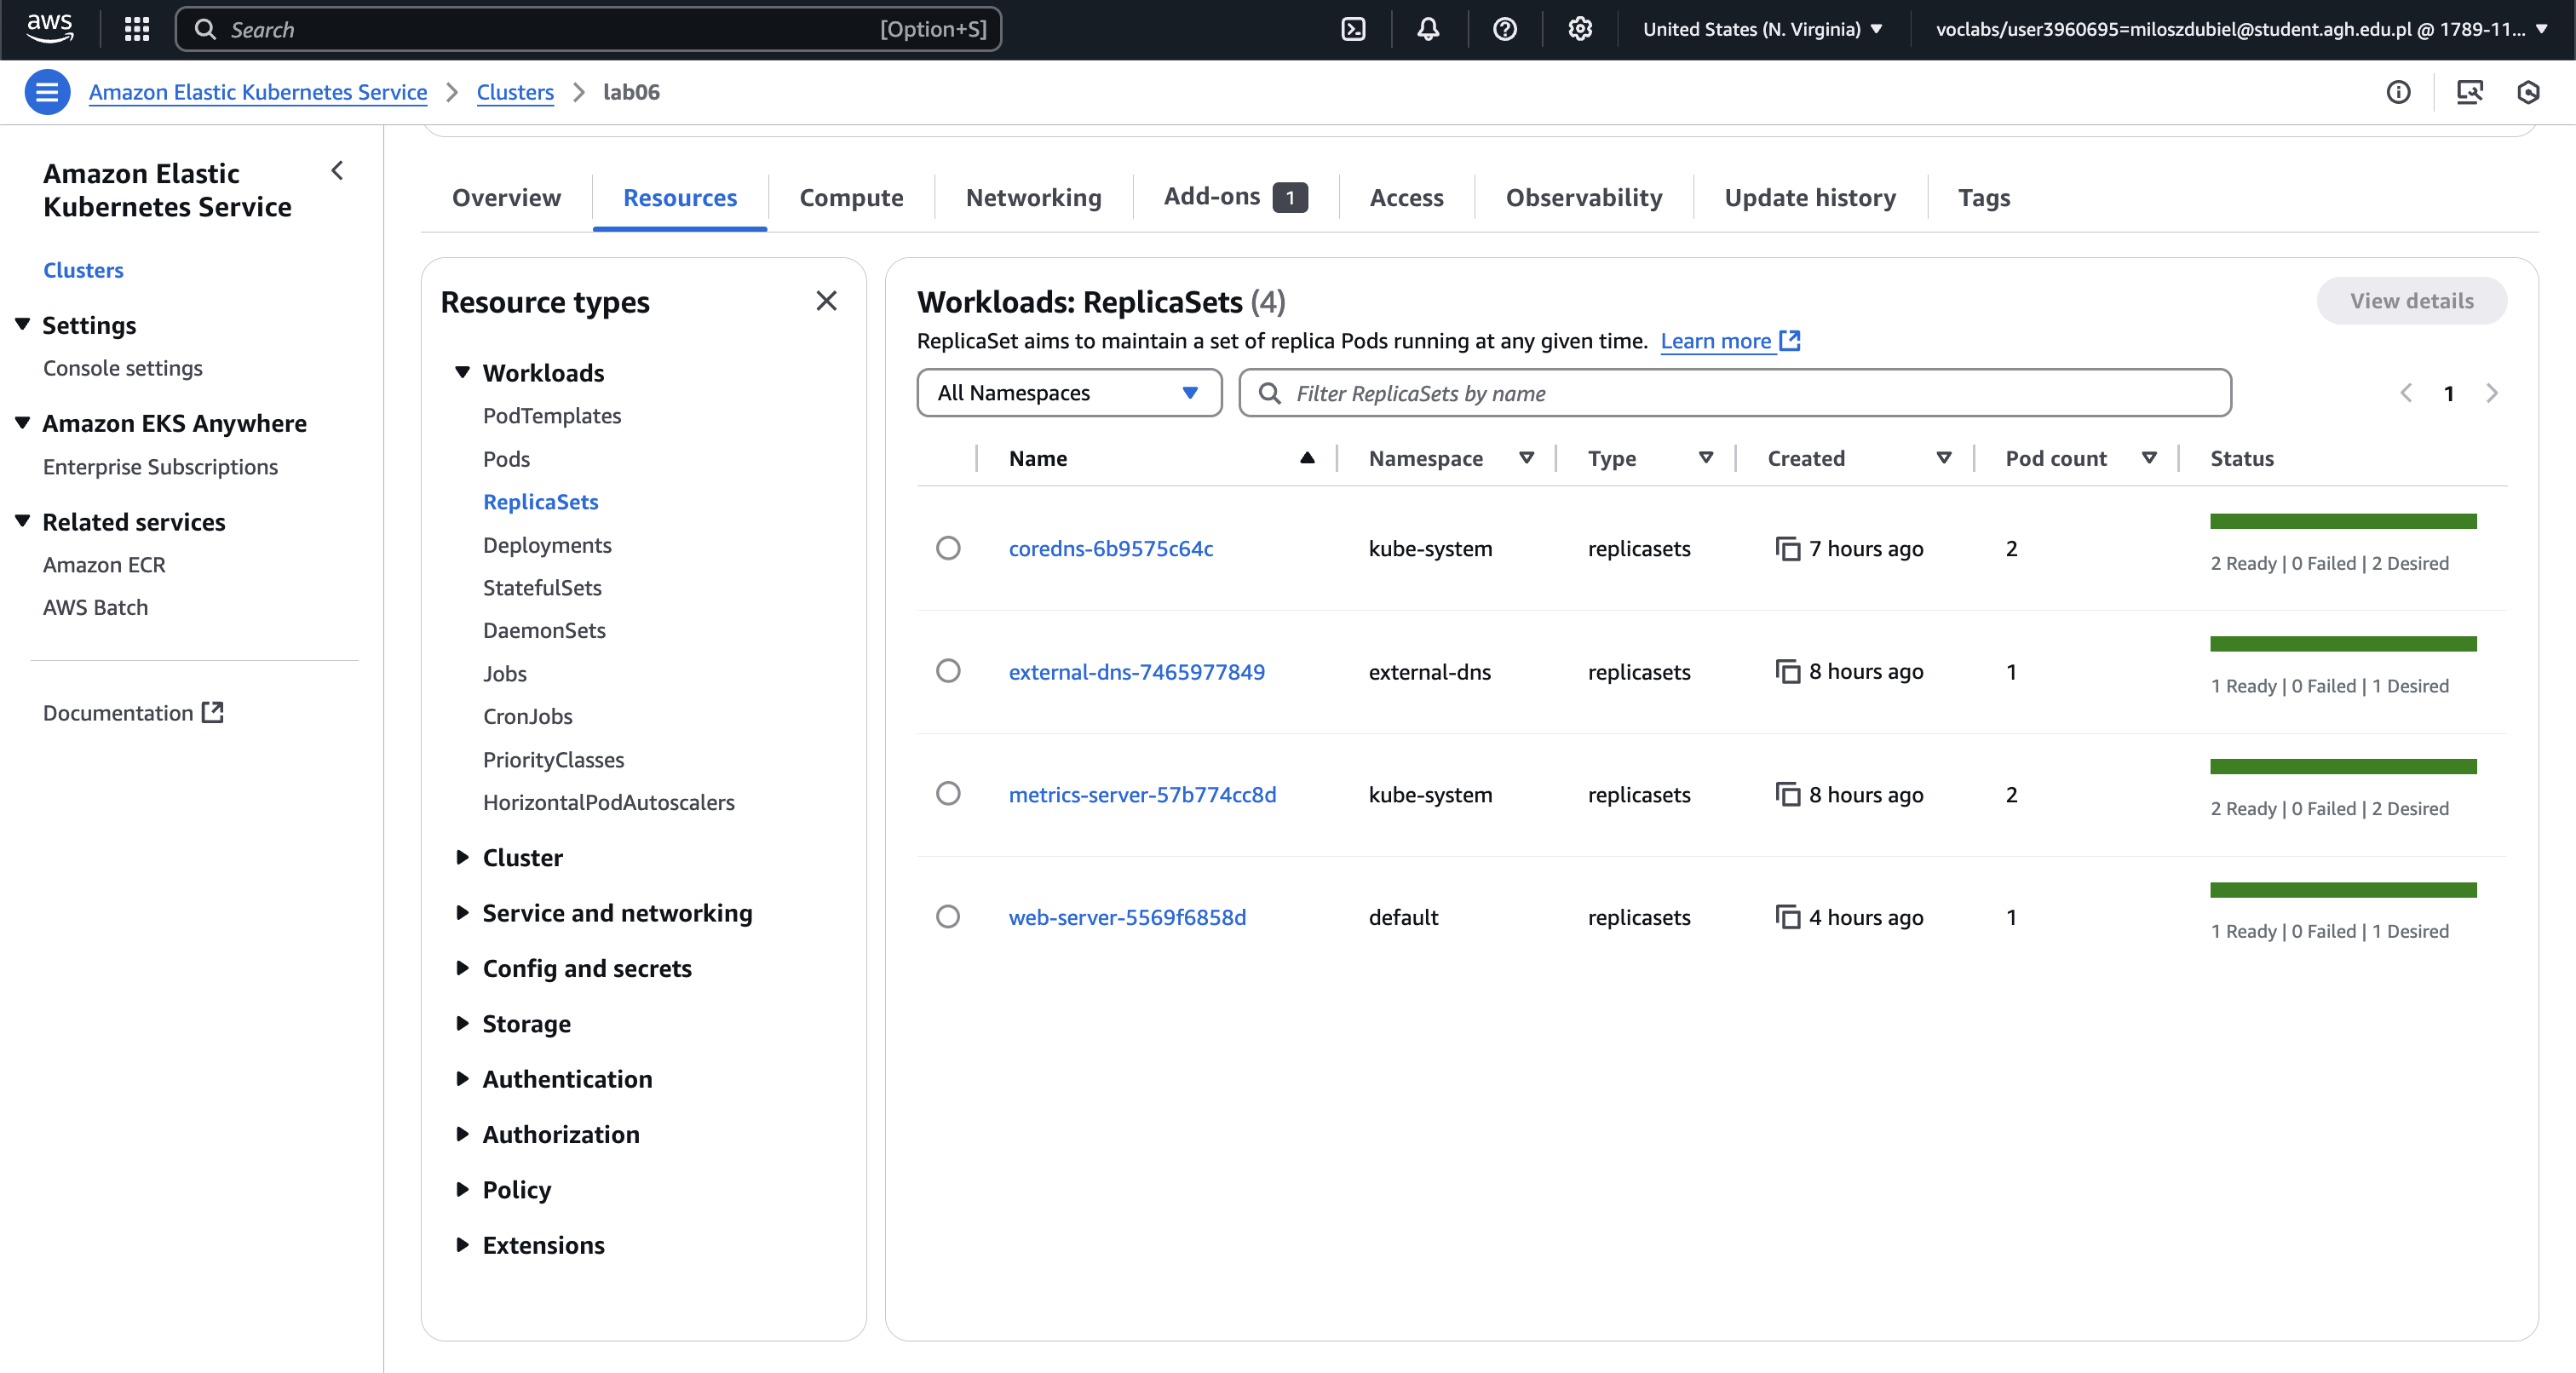 aws
Search [Option+S]
United States (N. Virginia)
voclabs/user3960695=miloszdubiel@student.agh.edu.pl @ 1789-11...
Amazon Elastic Kubernetes Service
Clusters
lab06
Amazon Elastic
Kubernetes Service
Clusters
Settings
Console settings
Amazon EKS Anywhere
Enterprise Subscriptions
Related services
Amazon ECR
AWS Batch
Documentation
Overview
Resources
Compute
Networking
Add-ons 1
Access
Observability
Update history
Tags
Resource types
Workloads
PodTemplates
Pods
ReplicaSets
Deployments
StatefulSets
DaemonSets
Jobs
CronJobs
PriorityClasses
HorizontalPodAutoscalers
Cluster
Service and networking
Config and secrets
Storage
Authentication
Authorization
Policy
Extensions
Workloads: ReplicaSets (4)
View details
ReplicaSet aims to maintain a set of replica Pods running at any given time. Learn more
All Namespaces
Filter ReplicaSets by name
1
Name Namespace Type Created Pod count Status
coredns-6b9575c64c kube-system replicasets 7 hours ago 2
2 Ready | 0 Failed | 2 Desired
external-dns-7465977849 external-dns replicasets 8 hours ago 1
1 Ready | 0 Failed | 1 Desired
metrics-server-57b774cc8d kube-system replicasets 8 hours ago 2
2 Ready | 0 Failed | 2 Desired
web-server-5569f6858d default replicasets 4 hours ago 1
1 Ready | 0 Failed | 1 Desired